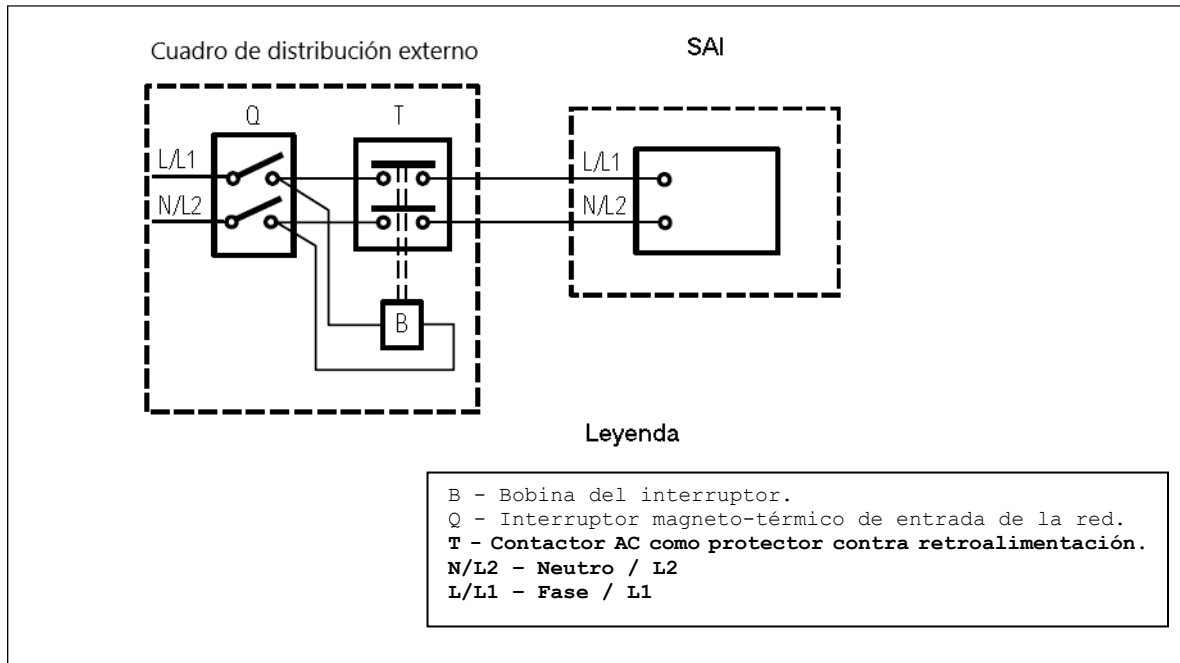 Cuadro de distribución externo
SAI
Q
T
L/L1
N/L2
L/L1
N/L2
B
Leyenda
B - Bobina del interruptor.
Q - Interruptor magneto-térmico de entrada de la red.
T - Contactor AC como protector contra retroalimentación.
N/L2 – Neutro / L2
L/L1 – Fase / L1